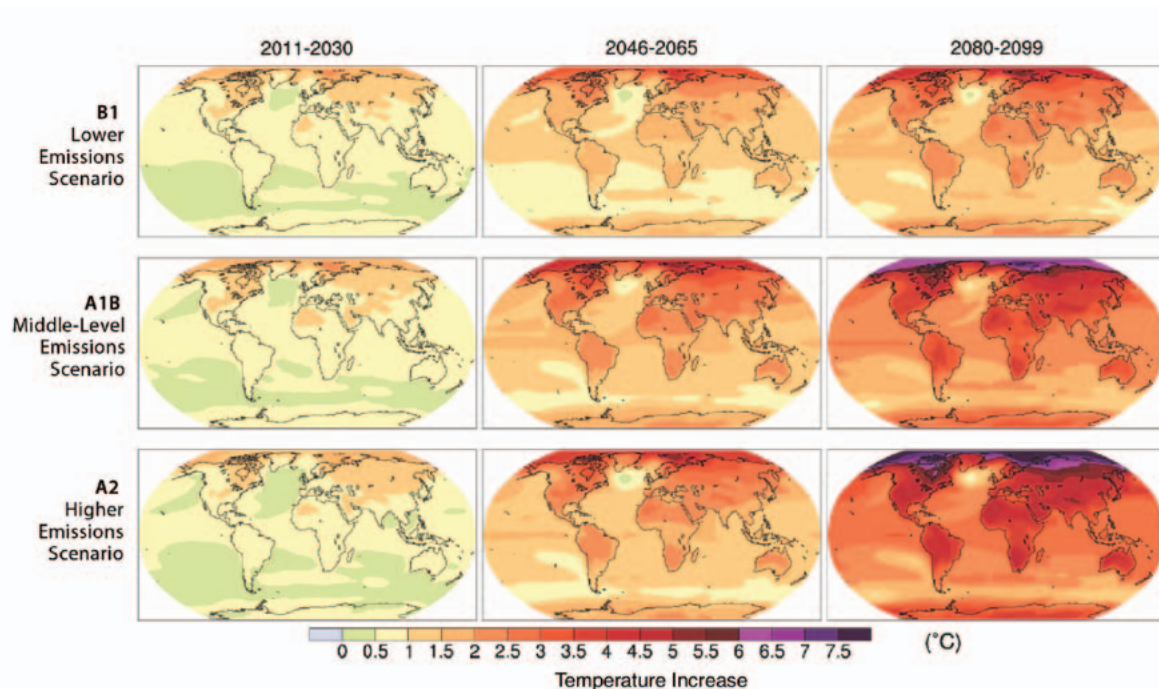 2011-2030 2046-2065 2080-2099
B1
Lower
Emissions
Scenario
A1B
Middle-Level
Emissions
Scenario
A2
Higher
Emissions
Scenario
0 0.5 1 1.5 2 2.5 3 3.5 4 4.5 5 5.5 6 6.5 7 7.5 (°C)
Temperature Increase